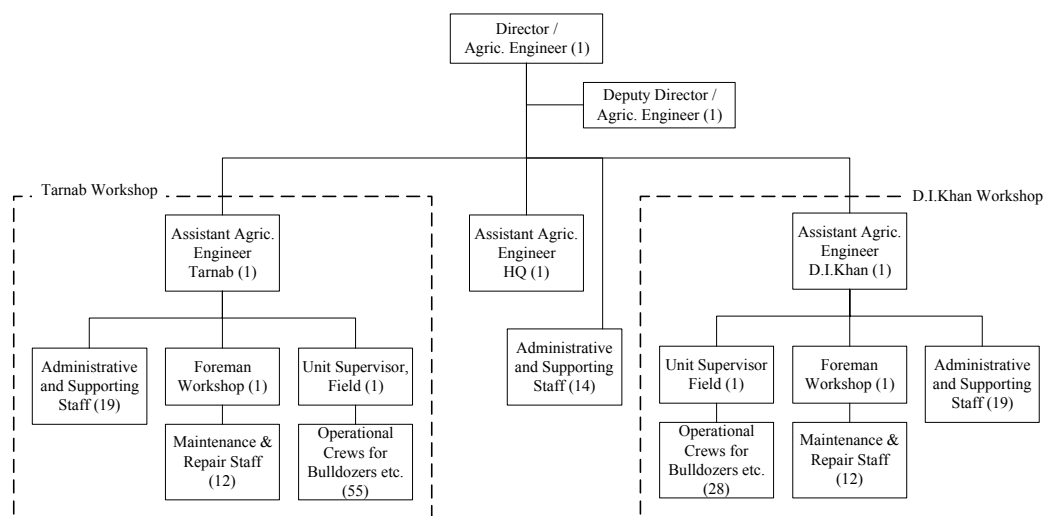 Director /
Agric. Engineer (1)
Deputy Director /
Agric. Engineer (1)
Tarnab Workshop
D.I.Khan Workshop
Assistant Agric.
Engineer
Tarnab (1)
Assistant Agric.
Engineer
HQ (1)
Assistant Agric.
Engineer
D.I.Khan (1)
Administrative
and Supporting
Staff (19)
Foreman
Workshop (1)
Unit Supervisor,
Field (1)
Administrative
and Supporting
Staff (14)
Unit Supervisor
Field (1)
Foreman
Workshop (1)
Administrative
and Supporting
Staff (19)
Maintenance &
Repair Staff
(12)
Operational
Crews for
Bulldozers etc.
(55)
Operational
Crews for
Bulldozers etc.
(28)
Maintenance &
Repair Staff
(12)